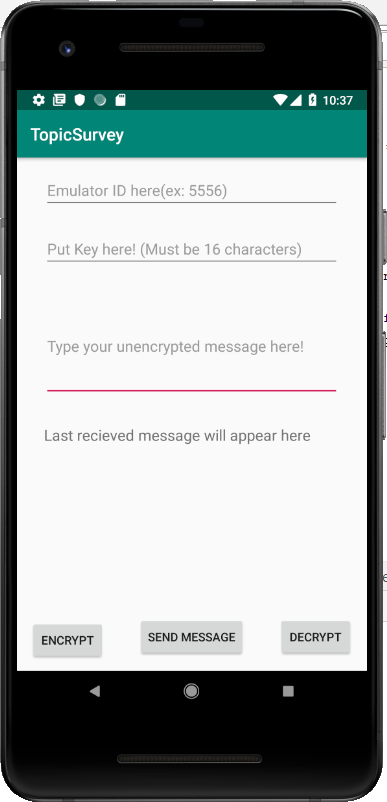 10:37
TopicSurvey
Emulator ID here(ex: 5556)
Put Key here! (Must be 16 characters)
Type your unencrypted message here!
Last recieved message will appear here
ENCRYPT
SEND MESSAGE
DECRYPT